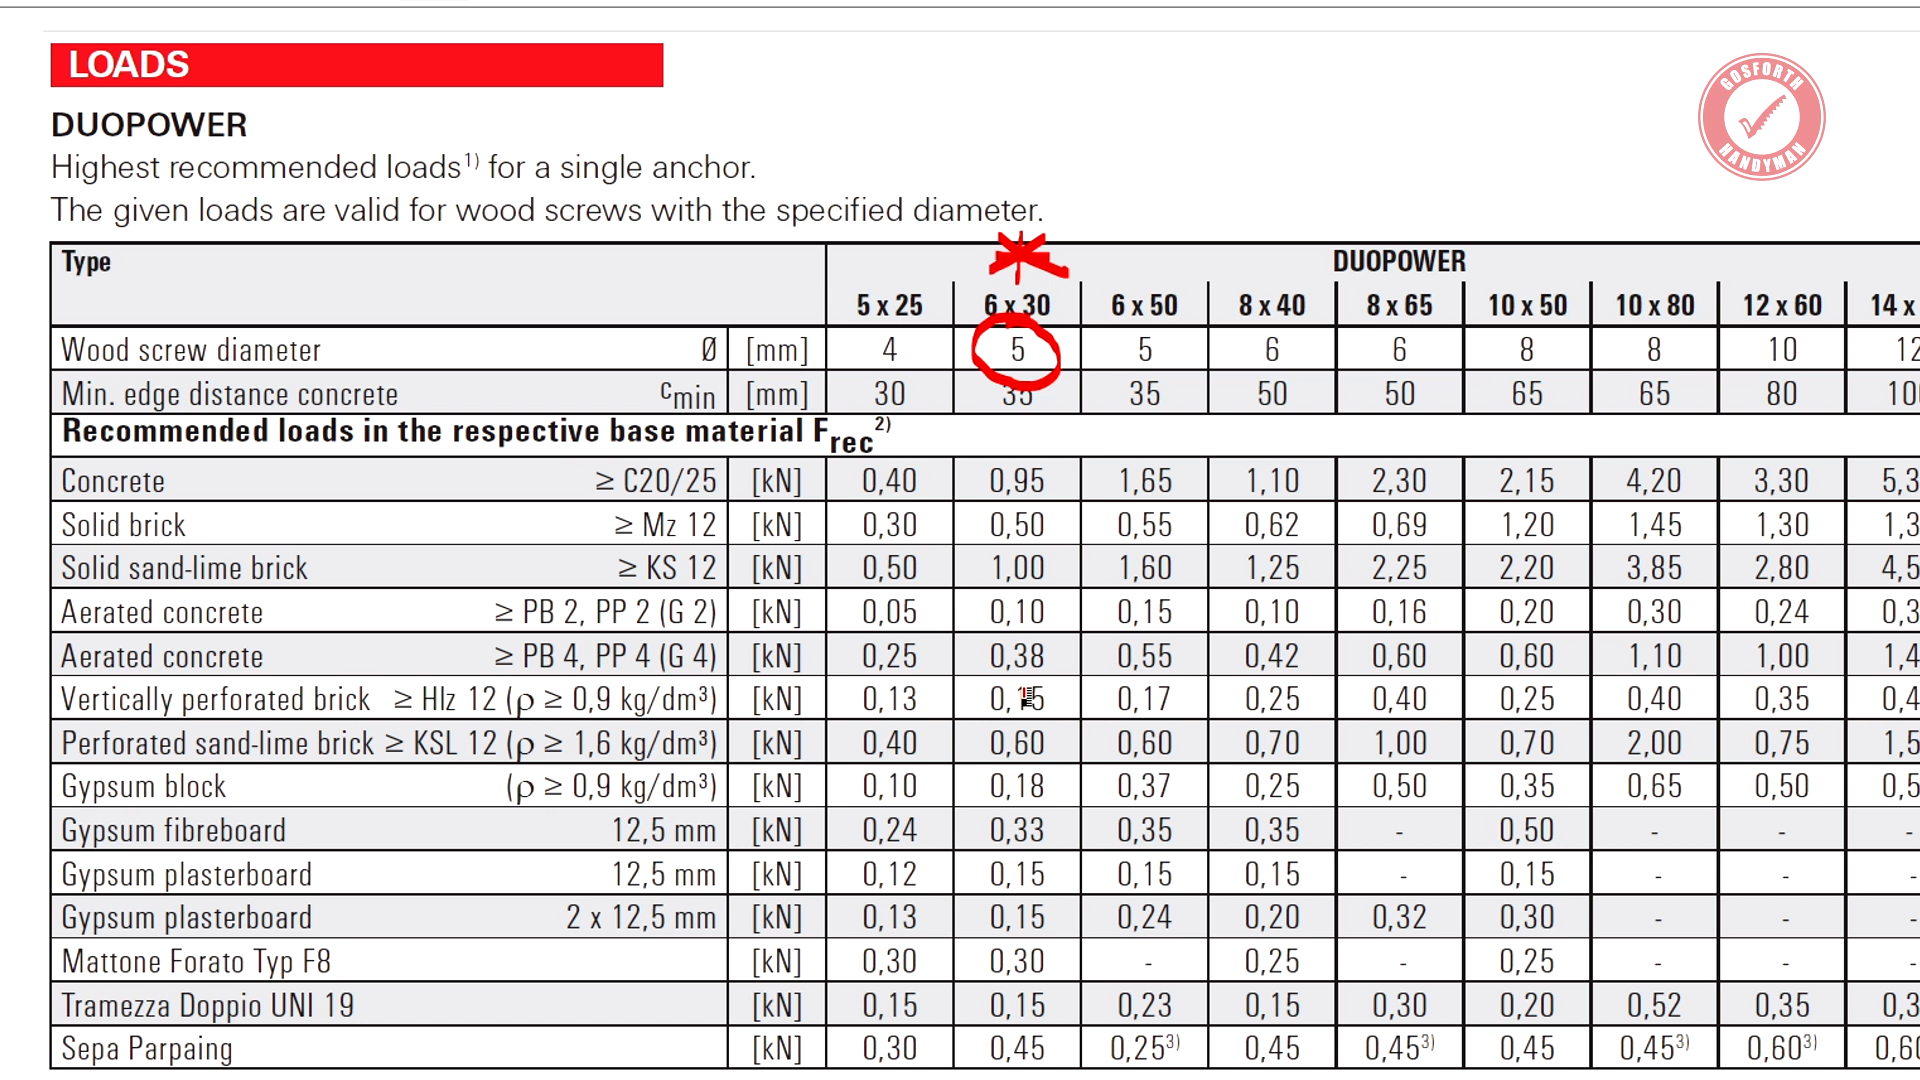 LOADS
GOSFORTH
HANDYMAN
DUOPOWER
Highest recommended loads1) for a single anchor.
The given loads are valid for wood screws with the specified diameter.
Type DUOPOWER
5 x 25 6 x 30 6 x 50 8 x 40 8 x 65 10 x 50 10 x 80 12 x 60 14 x
Wood screw diameter Ø [mm] 4 5 5 6 6 8 8 10 12
Min. edge distance concrete cmin [mm] 30 35 35 50 50 65 65 80 100
Recommended loads in the respective base material Frec2)
Concrete ≥ C20/25 [kN] 0,40 0,95 1,65 1,10 2,30 2,15 4,20 3,30 5,3
Solid brick ≥ Mz 12 [kN] 0,30 0,50 0,55 0,62 0,69 1,20 1,45 1,30 1,3
Solid sand-lime brick ≥ KS 12 [kN] 0,50 1,00 1,60 1,25 2,25 2,20 3,85 2,80 4,5
Aerated concrete ≥ PB 2, PP 2 (G 2) [kN] 0,05 0,10 0,15 0,10 0,16 0,20 0,30 0,24 0,3
Aerated concrete ≥ PB 4, PP 4 (G 4) [kN] 0,25 0,38 0,55 0,42 0,60 0,60 1,10 1,00 1,4
Vertically perforated brick ≥ Hlz 12 (ρ ≥ 0,9 kg/dm³) [kN] 0,13 0,15 0,17 0,25 0,40 0,25 0,40 0,35 0,4
Perforated sand-lime brick ≥ KSL 12 (ρ ≥ 1,6 kg/dm³) [kN] 0,40 0,60 0,60 0,70 1,00 0,70 2,00 0,75 1,5
Gypsum block (ρ ≥ 0,9 kg/dm³) [kN] 0,10 0,18 0,37 0,25 0,50 0,35 0,65 0,50 0,5
Gypsum fibreboard 12,5 mm [kN] 0,24 0,33 0,35 0,35 - 0,50 - - -
Gypsum plasterboard 12,5 mm [kN] 0,12 0,15 0,15 0,15 - 0,15 - - -
Gypsum plasterboard 2 x 12,5 mm [kN] 0,13 0,15 0,24 0,20 0,32 0,30 - - -
Mattone Forato Typ F8 [kN] 0,30 0,30 - 0,25 - 0,25 - - -
Tramezza Doppio UNI 19 [kN] 0,15 0,15 0,23 0,15 0,30 0,20 0,52 0,35 0,3
Sepa Parpaing [kN] 0,30 0,45 0,253) 0,45 0,453) 0,45 0,453) 0,603) 0,60